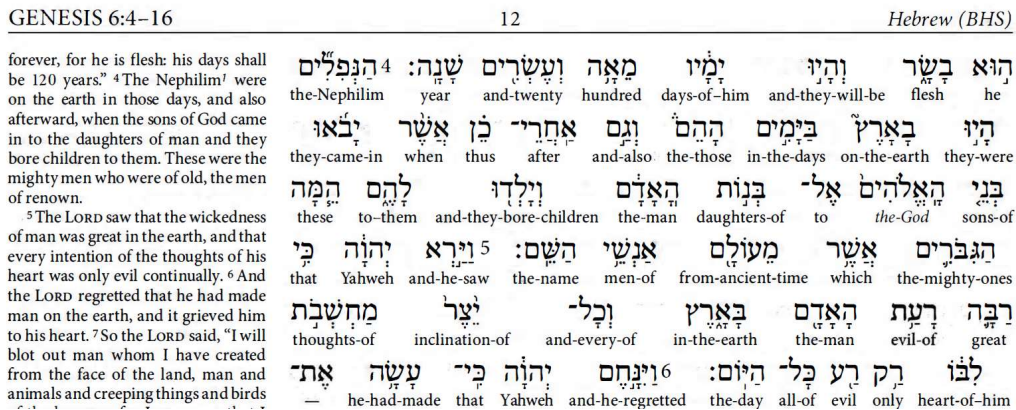 GENESIS 6:4–16 12 Hebrew (BHS)
forever, for he is flesh: his days shall
be 120 years.” ⁴ The Nephilim¹ were
on the earth in those days, and also
afterward, when the sons of God came
in to the daughters of man and they
bore children to them. These were the
mighty men who were of old, the men
of renown.
⁵ The LORD saw that the wickedness
of man was great in the earth, and that
every intention of the thoughts of his
heart was only evil continually. ⁶ And
the LORD regretted that he had made
man on the earth, and it grieved him
to his heart. ⁷ So the LORD said, “I will
blot out man whom I have created
from the face of the land, man and
animals and creeping things and birds
הוּא בָשָׂ֑ר וְהָי֣וּ יָמָ֔יו מֵאָ֥ה וְעֶשְׂרִ֖ים שָׁנָֽה׃ 4 הַנְּפִלִ֞ים
the-Nephilim year and-twenty hundred days-of–him and-they-will-be flesh he
הָי֣וּ בָאָרֶץ֮ בַּיָּמִ֣ים הָהֵם֒ וְגַ֣ם אַֽחֲרֵי־ כֵ֗ן אֲשֶׁ֨ר יָבֹ֜אוּ
they-came-in when thus after and-also the-those in-the-days on-the-earth they-were
בְּנֵ֤י הָֽאֱלֹהִים֙ אֶל־ בְּנ֣וֹת הָֽאָדָ֔ם וְיָלְד֖וּ לָהֶ֑ם הֵ֧מָּה
these to–them and-they-bore-children the-man daughters-of to the-God sons-of
הַגִּבֹּרִ֛ים אֲשֶׁ֥ר מֵעוֹלָ֖ם אַנְשֵׁ֥י הַשֵּֽׁם׃ 5 וַיַּ֣רְא יְהוָ֔ה כִּ֥י
that Yahweh and-he-saw the-name men-of from-ancient-time which the-mighty-ones
רַבָּ֛ה רָעַ֥ת הָאָדָ֖ם בָּאָ֑רֶץ וְכָל־ יֵ֙צֶר֙ מַחְשְׁבֹ֣ת
thoughts-of inclination-of and-every-of in-the-earth the-man evil-of great
לִבּ֔וֹ רַ֥ק רַ֖ע כָּל־ הַיּֽוֹם׃ 6 וַיִּנָּ֣חֶם יְהוָ֔ה כִּֽי־ עָשָׂ֥ה אֶת־
— he-had-made that Yahweh and-he-regretted the-day all-of evil only heart-of–him